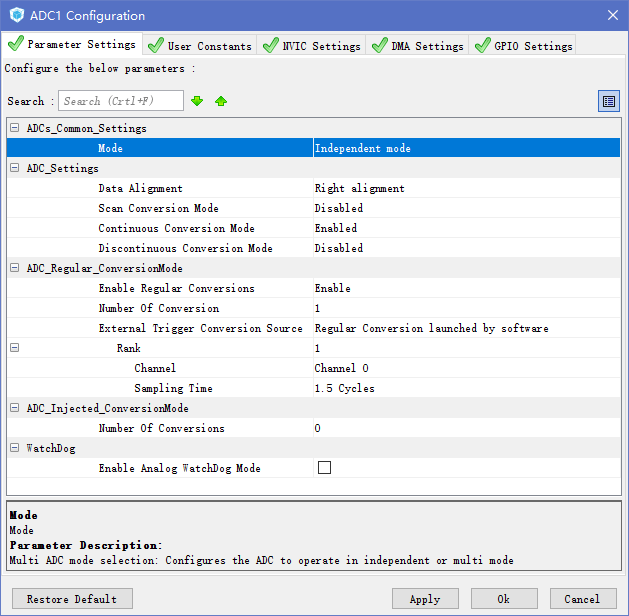 ADC1 Configuration
Parameter Settings User Constants NVIC Settings DMA Settings GPIO Settings
Configure the below parameters :
Search : Search (Crtl+F)
ADCs_Common_Settings
Mode Independent mode
ADC_Settings
Data Alignment Right alignment
Scan Conversion Mode Disabled
Continuous Conversion Mode Enabled
Discontinuous Conversion Mode Disabled
ADC_Regular_ConversionMode
Enable Regular Conversions Enable
Number Of Conversion 1
External Trigger Conversion Source Regular Conversion launched by software
Rank 1
Channel Channel 0
Sampling Time 1.5 Cycles
ADC_Injected_ConversionMode
Number Of Conversions 0
WatchDog
Enable Analog WatchDog Mode
Mode
Mode
Parameter Description:
Multi ADC mode selection: Configures the ADC to operate in independent or multi mode
Restore Default Apply Ok Cancel